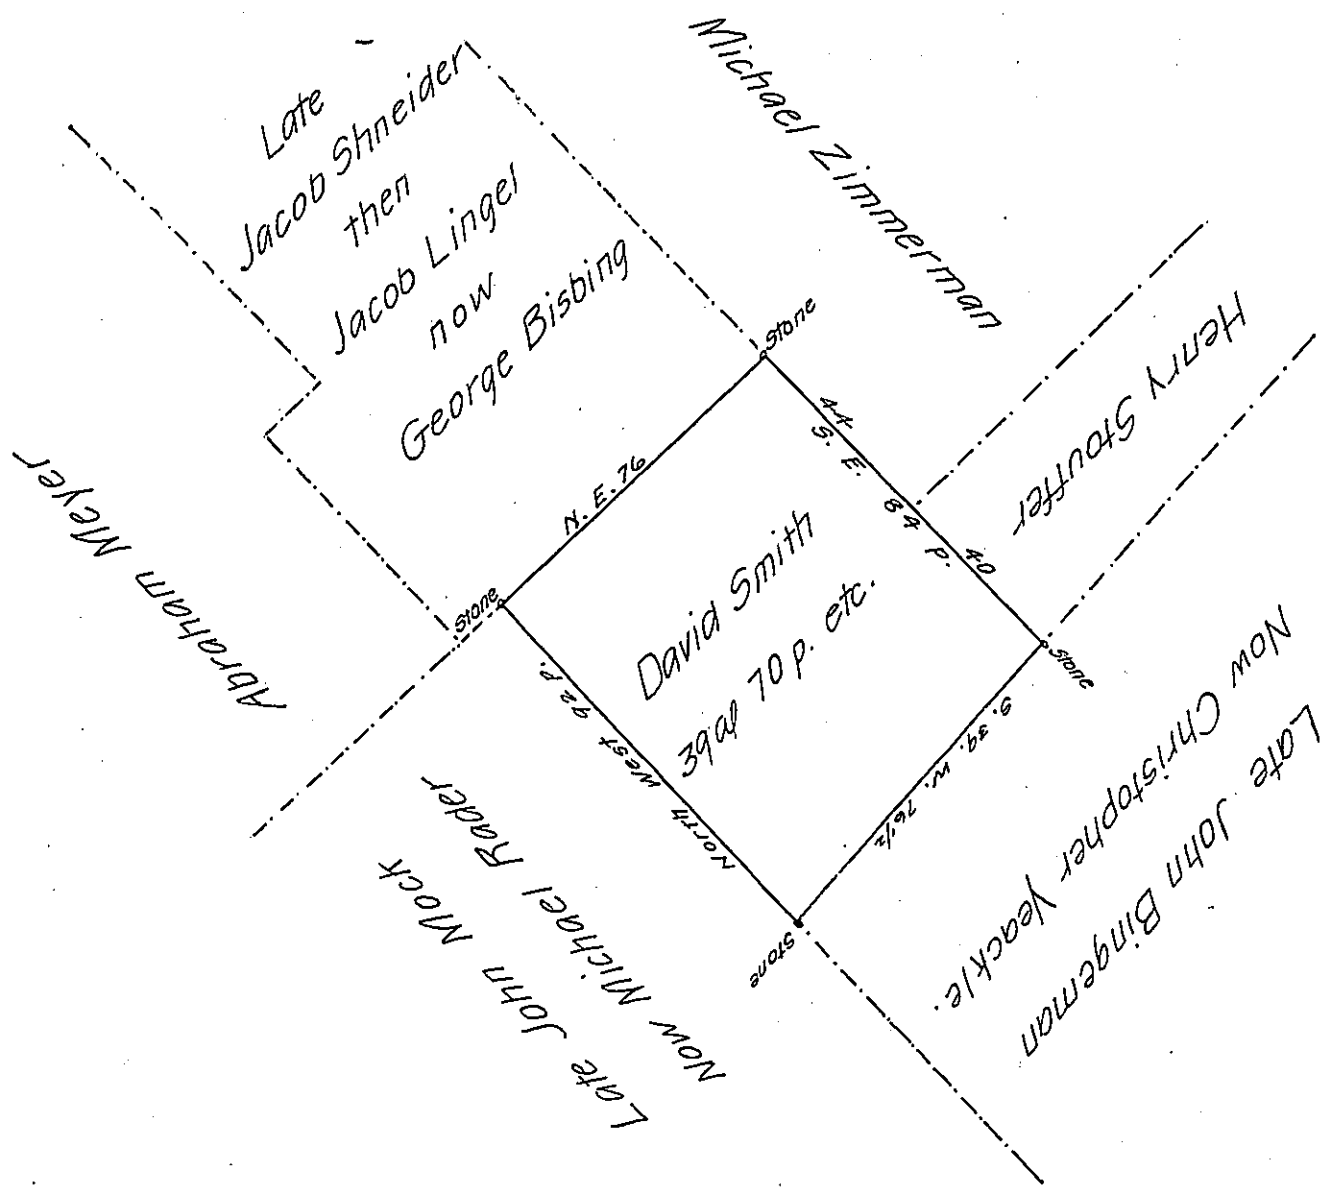 Late
Jacob Shneider
then
Jacob Lingel
now
George Bisbing
Michael Zimmerman
Henry Stouffer
Abraham Meyer
Stone
N. E. 76
Stone
44
S. E. 84 P.
40
Stone
David Smith
39 a 70 p. etc.
North West 92 P.
S. 39. W. 76 1/2
Stone
Late John Mock
Now Michael Rader
Late John Bingeman
Now Christopher Yeackle.